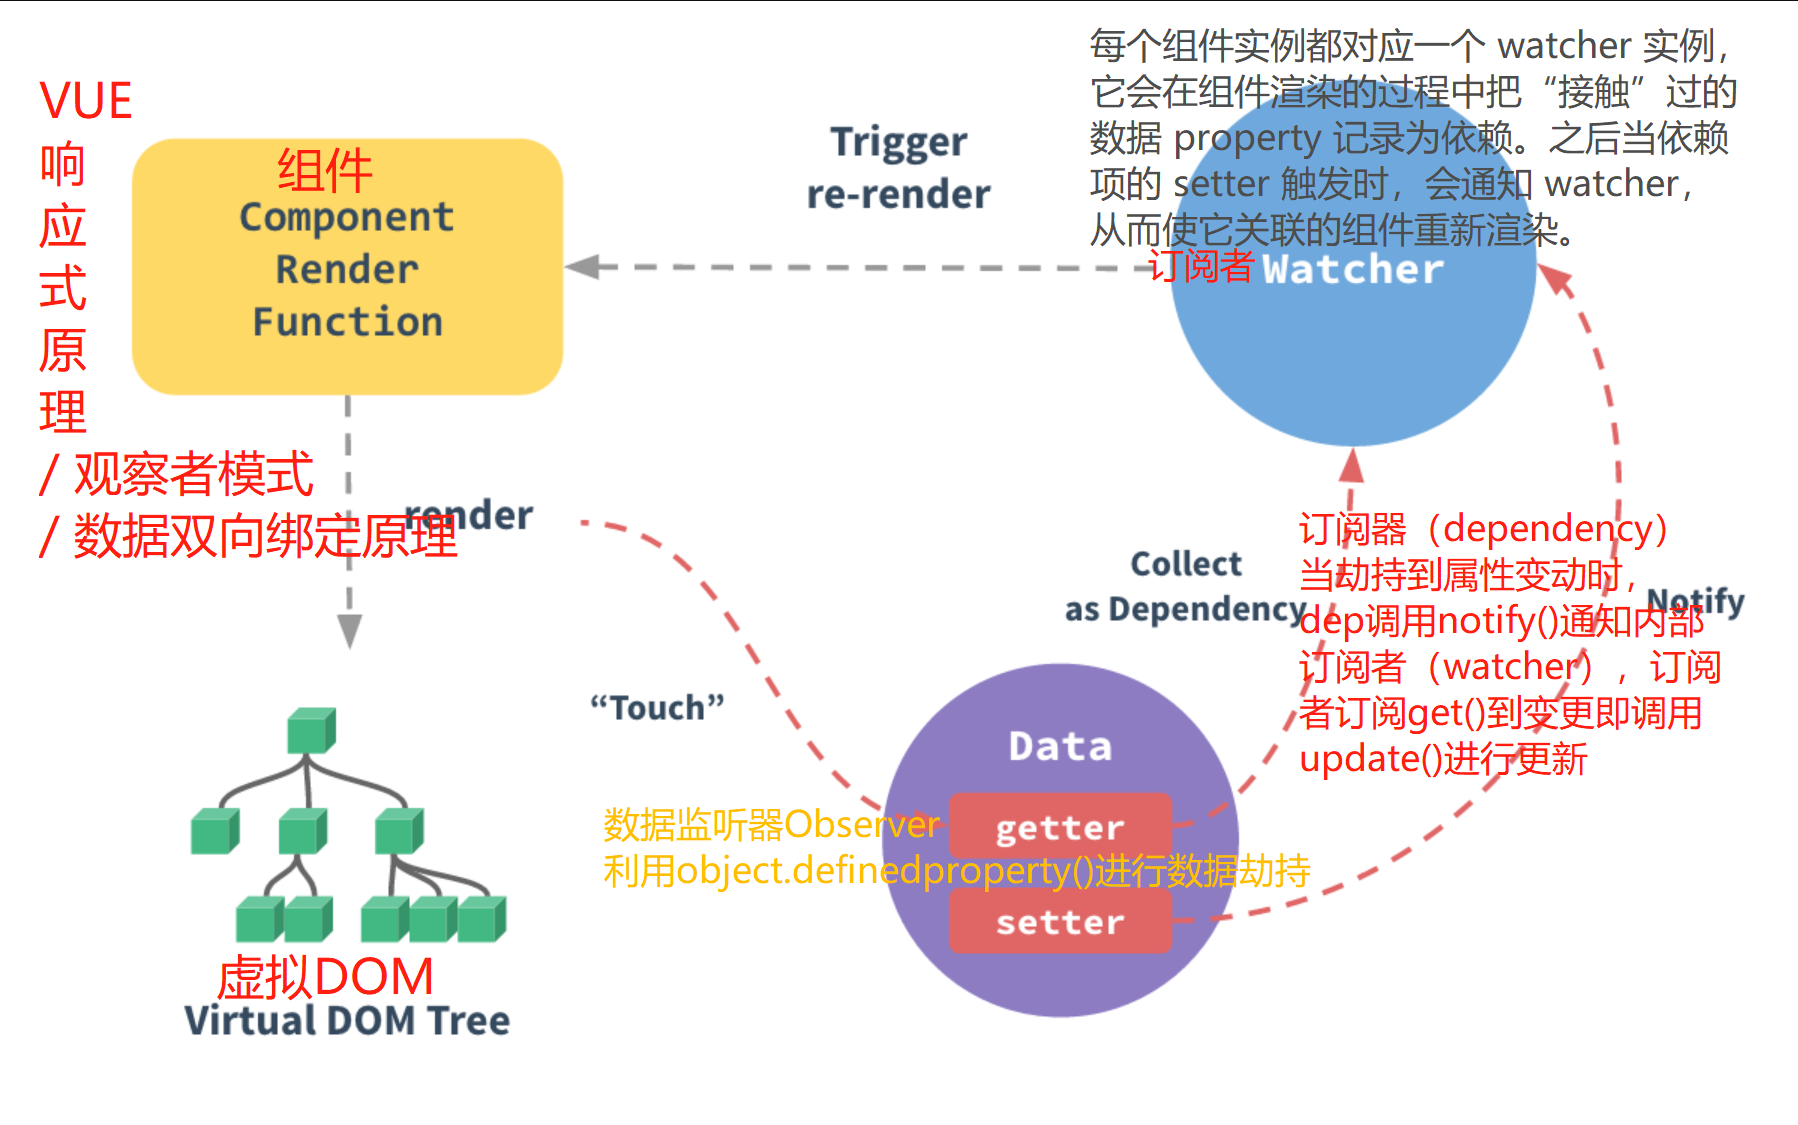 每个组件实例都对应一个 watcher 实例，
它会在组件渲染的过程中把“接触”过的
数据 property 记录为依赖。之后当依赖
项的 setter 触发时，会通知 watcher，
从而使它关联的组件重新渲染。
VUE
响
应
式
原
理
/ 观察者模式
/ 数据双向绑定原理
组件
Component
Render
Function
Trigger
re-render
订阅者 Watcher
render
“Touch”
Collect
as Dependency
订阅器（dependency）
当劫持到属性变动时，
dep调用notify()通知内部
订阅者（watcher），订阅
者订阅get()到变更即调用
update()进行更新
Notify
Data
数据监听器Observer
getter
利用object.definedproperty()进行数据劫持
setter
虚拟DOM
Virtual DOM Tree